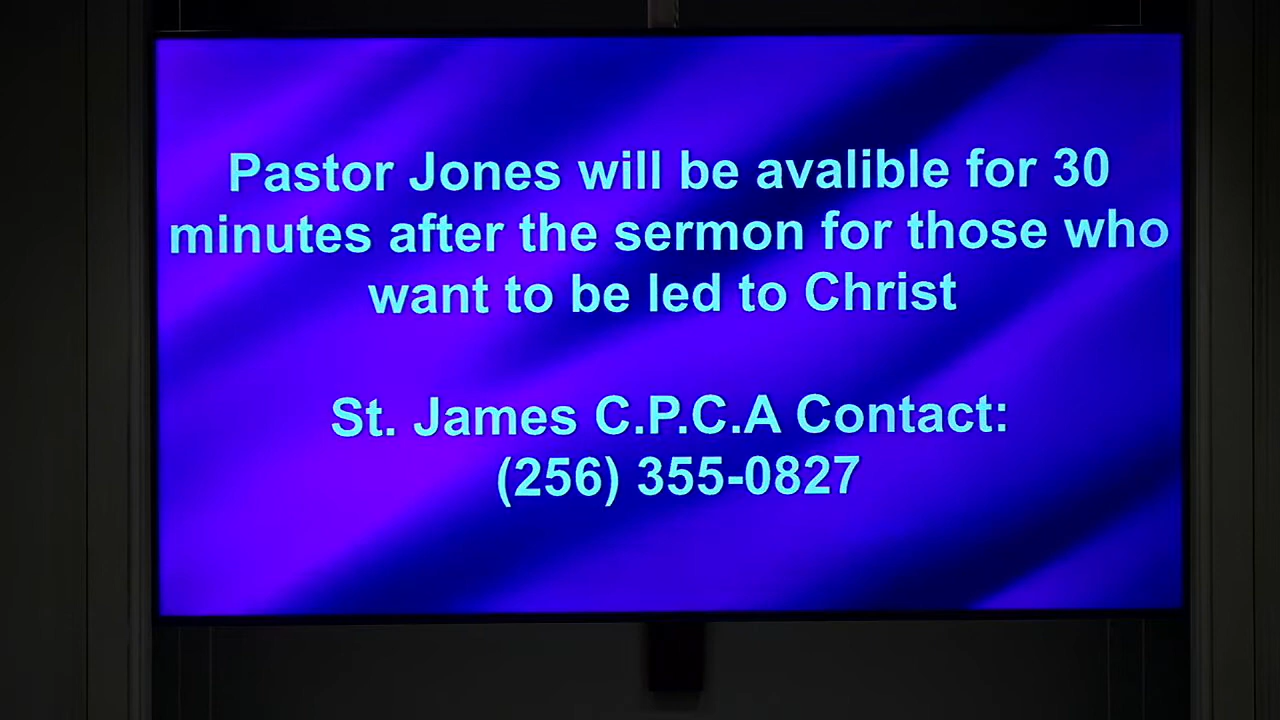 Pastor Jones will be avalible for 30
minutes after the sermon for those who
want to be led to Christ
St. James C.P.C.A Contact:
(256) 355-0827